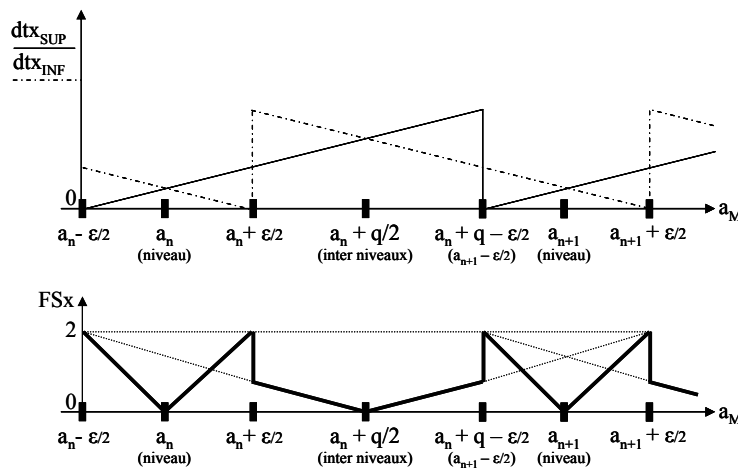 dtx_SUP
dtx_INF
0
a_n - ε/2 a_n a_n + ε/2 a_n + q/2 a_n + q – ε/2 a_n+1 a_n+1 + ε/2 a_M
(niveau) (inter niveaux) (a_n+1 – ε/2) (niveau)
FSx
2
0
a_n - ε/2 a_n a_n + ε/2 a_n + q/2 a_n + q – ε/2 a_n+1 a_n+1 + ε/2 a_M
(niveau) (inter niveaux) (a_n+1 – ε/2) (niveau)